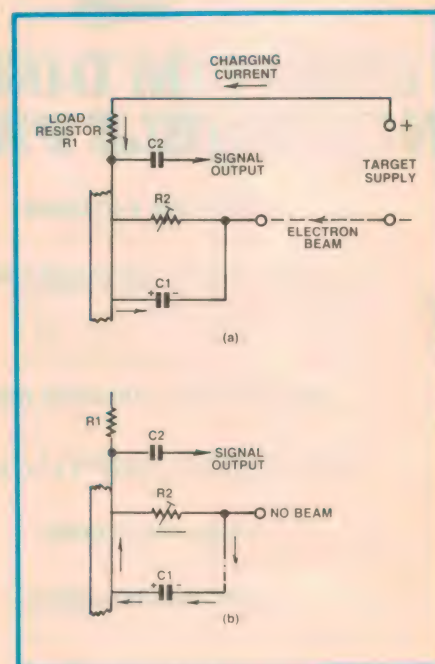 CHARGING
CURRENT
LOAD
RESISTOR
R1
C2
SIGNAL
OUTPUT
+
TARGET
SUPPLY
R2
-
ELECTRON
BEAM
+ C1 -
(a)
R1
C2
SIGNAL
OUTPUT
R2
NO BEAM
+ C1 -
(b)